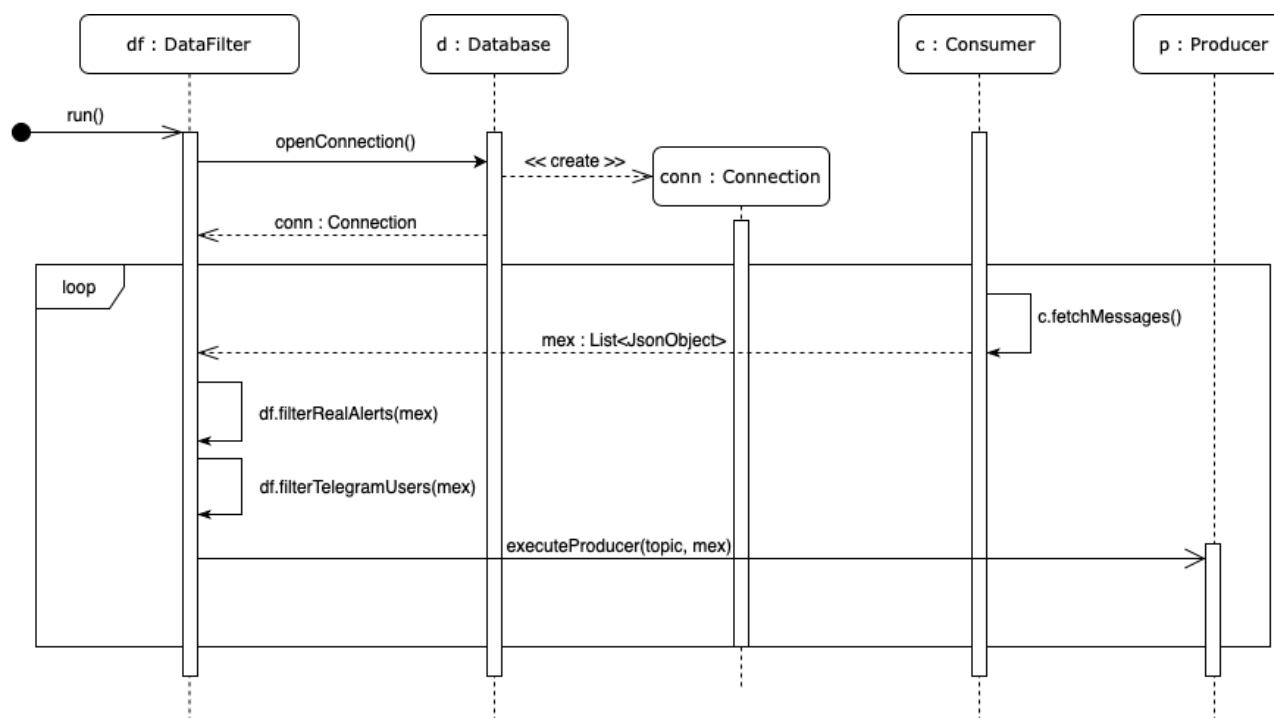 df : DataFilter
d : Database
c : Consumer
p : Producer
run()
openConnection()
<< create >>
conn : Connection
conn : Connection
loop
c.fetchMessages()
mex : List<JsonObject>
df.filterRealAlerts(mex)
df.filterTelegramUsers(mex)
executeProducer(topic, mex)